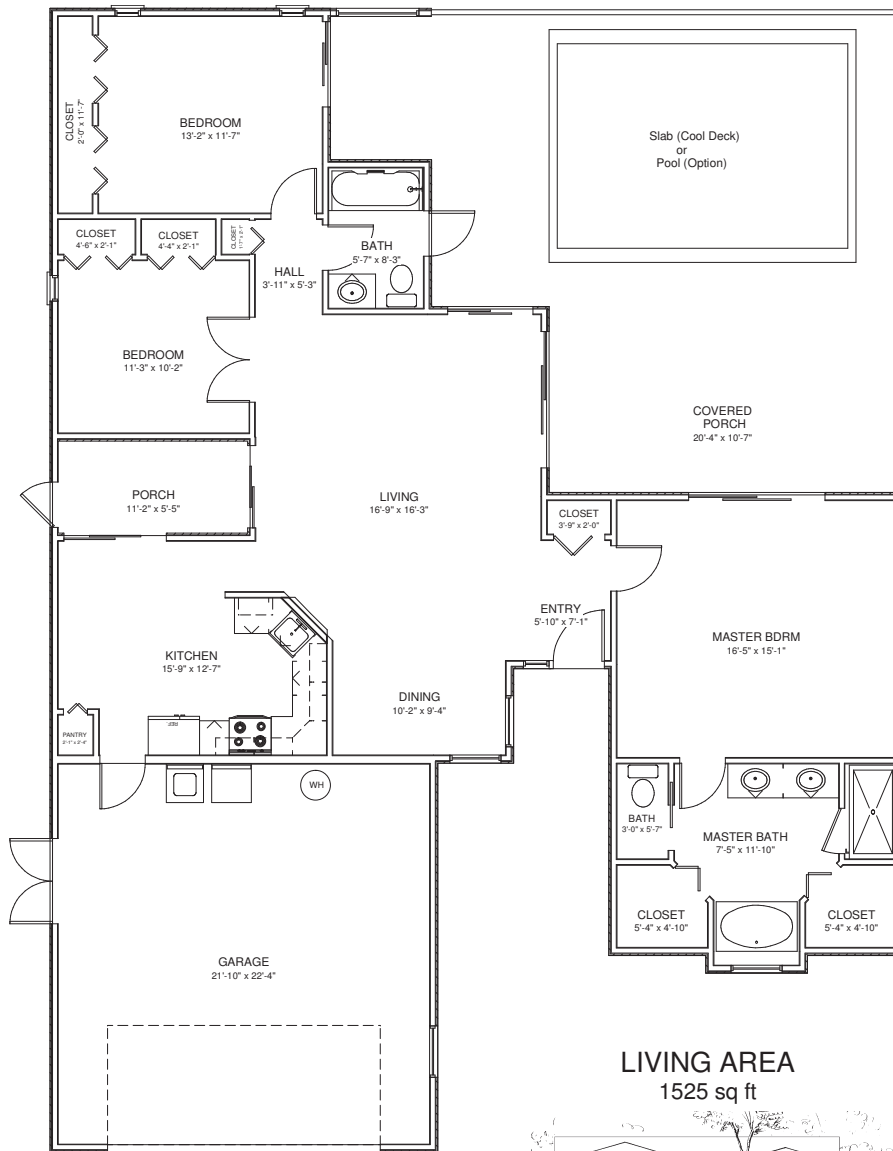 CLOSET
2'-0" x 11'-7"
BEDROOM
13'-2" x 11'-7"
Slab (Cool Deck)
or
Pool (Option)
CLOSET
4'-6" x 2'-1"
CLOSET
4'-4" x 2'-1"
CLOSET
HALL
3'-11" x 5'-3"
BATH
5'-7" x 8'-3"
BEDROOM
11'-3" x 10'-2"
COVERED
PORCH
20'-4" x 10'-7"
PORCH
11'-2" x 5'-5"
LIVING
16'-9" x 16'-3"
CLOSET
3'-9" x 2'-0"
ENTRY
5'-10" x 7'-1"
MASTER BDRM
16'-5" x 15'-1"
KITCHEN
15'-9" x 12'-7"
DINING
10'-2" x 9'-4"
PANTRY
2'-1" x 2'-4"
REF.
WH
BATH
3'-0" x 5'-7"
MASTER BATH
7'-5" x 11'-10"
CLOSET
5'-4" x 4'-10"
CLOSET
5'-4" x 4'-10"
GARAGE
21'-10" x 22'-4"
LIVING AREA
1525 sq ft